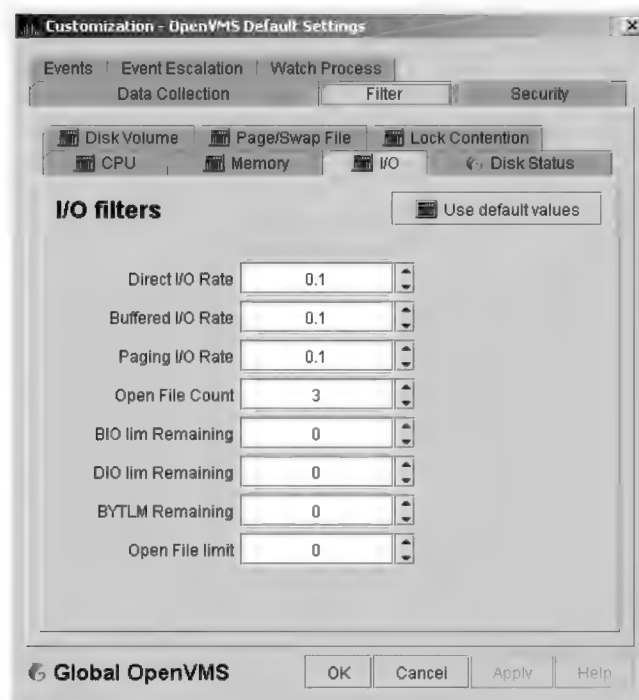 Customization - OpenVMS Default Settings
Events Event Escalation Watch Process
Data Collection Filter Security
Disk Volume Page/Swap File Lock Contention
CPU Memory I/O Disk Status
I/O filters Use default values
Direct I/O Rate 0.1
Buffered I/O Rate 0.1
Paging I/O Rate 0.1
Open File Count 3
BIO lim Remaining 0
DIO lim Remaining 0
BYTLM Remaining 0
Open File limit 0
Global OpenVMS OK Cancel Apply Help